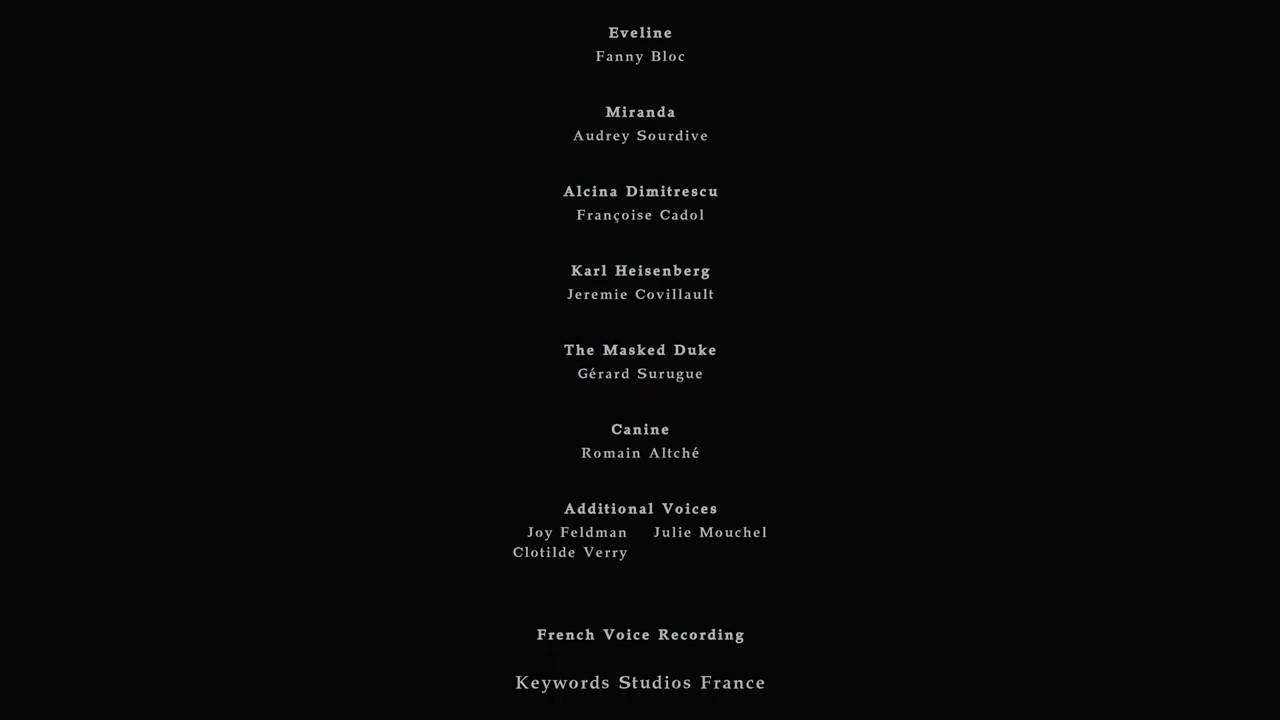 Eveline
Fanny Bloc
Miranda
Audrey Sourdive
Alcina Dimitrescu
Françoise Cadol
Karl Heisenberg
Jeremie Covillault
The Masked Duke
Gérard Surugue
Canine
Romain Altché
Additional Voices
Joy Feldman Julie Mouchel
Clotilde Verry
French Voice Recording
Keywords Studios France